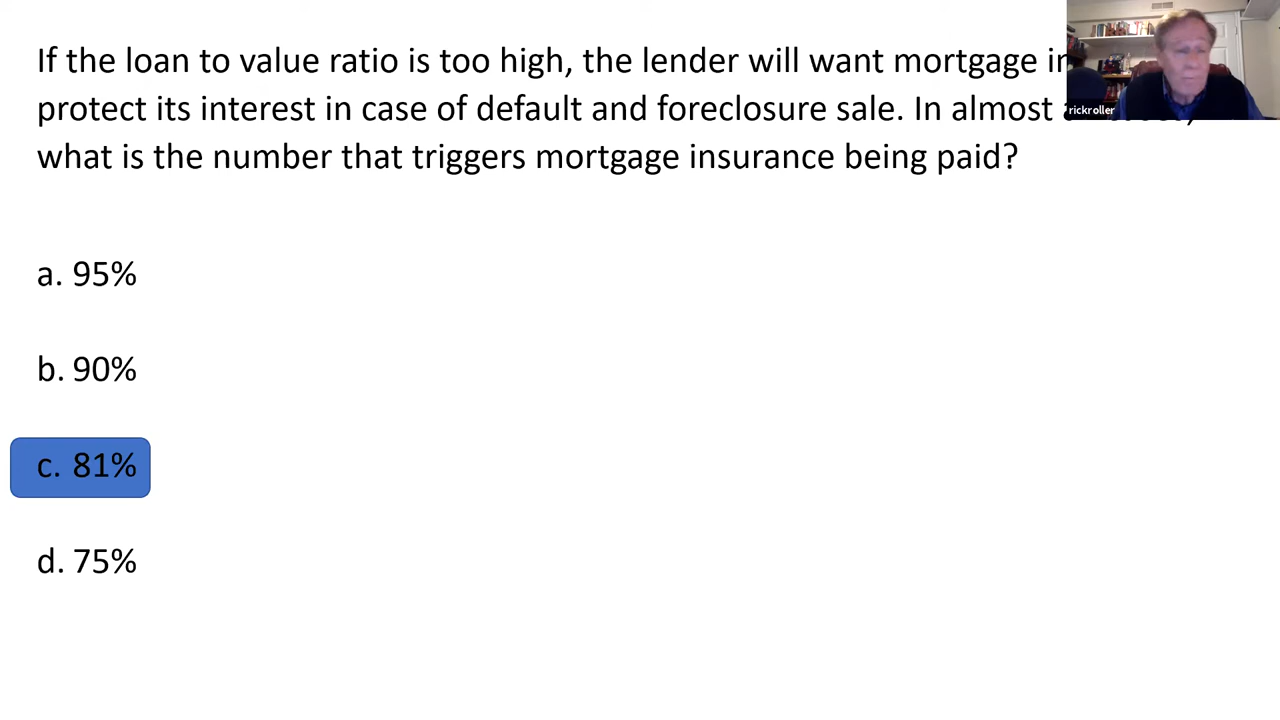 If the loan to value ratio is too high, the lender will want mortgage
protect its interest in case of default and foreclosure sale. In almost
rickroller
what is the number that triggers mortgage insurance being paid?
a. 95%
b. 90%
c. 81%
d. 75%